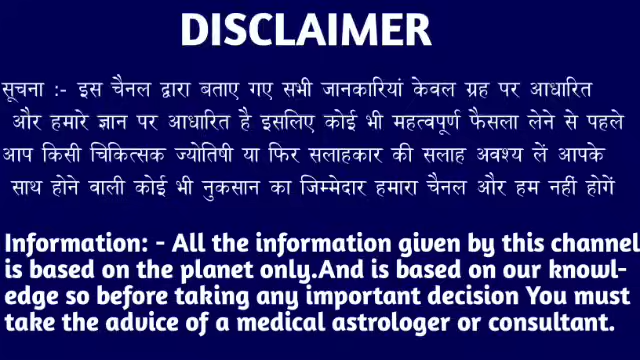 DISCLAIMER
सूचना :- इस चैनल द्वारा बताए गए सभी जानकारियां केवल ग्रह पर आधारित
और हमारे ज्ञान पर आधारित है इसलिए कोई भी महत्वपूर्ण फैसला लेने से पहले
आप किसी चिकित्सक ज्योतिषी या फिर सलाहकार की सलाह अवश्य लें आपके
साथ होने वाली कोई भी नुकसान का जिम्मेदार हमारा चैनल और हम नहीं होगें
Information: - All the information given by this channel
is based on the planet only.And is based on our knowl-
edge so before taking any important decision You must
take the advice of a medical astrologer or consultant.